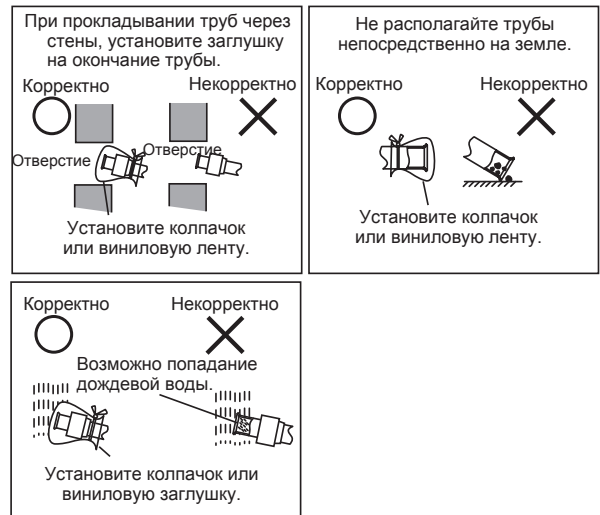 При прокладывании труб через
стены, установите заглушку
на окончание трубы.
Корректно
Некорректно
Отверстие
Отверстие
Установите колпачок
или виниловую ленту.
Не располагайте трубы
непосредственно на земле.
Корректно
Некорректно
Установите колпачок
или виниловую ленту.
Корректно
Некорректно
Возможно попадание
дождевой воды.
Установите колпачок или
виниловую заглушку.